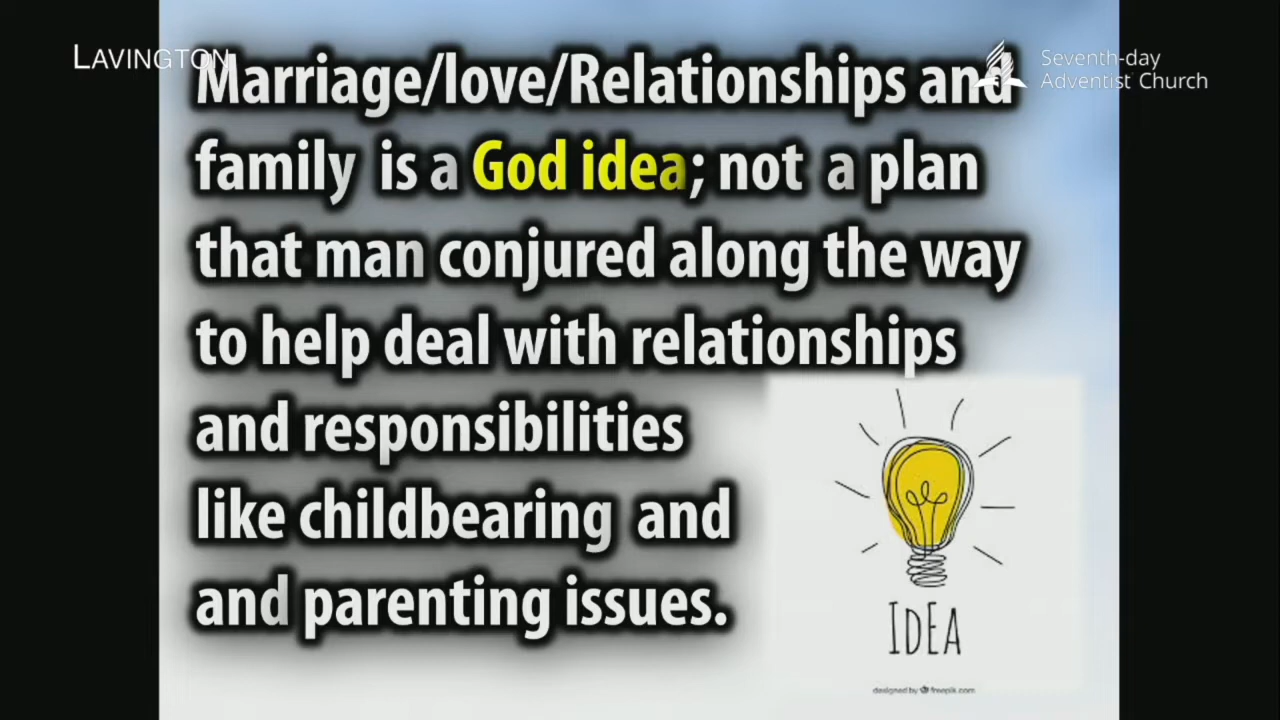 LAVINGTON
Seventh-day
Adventist Church
Marriage/love/Relationships and
family is a God idea; not a plan
that man conjured along the way
to help deal with relationships
and responsibilities
like childbearing and
and parenting issues.
IDEA
designed by freepik.com